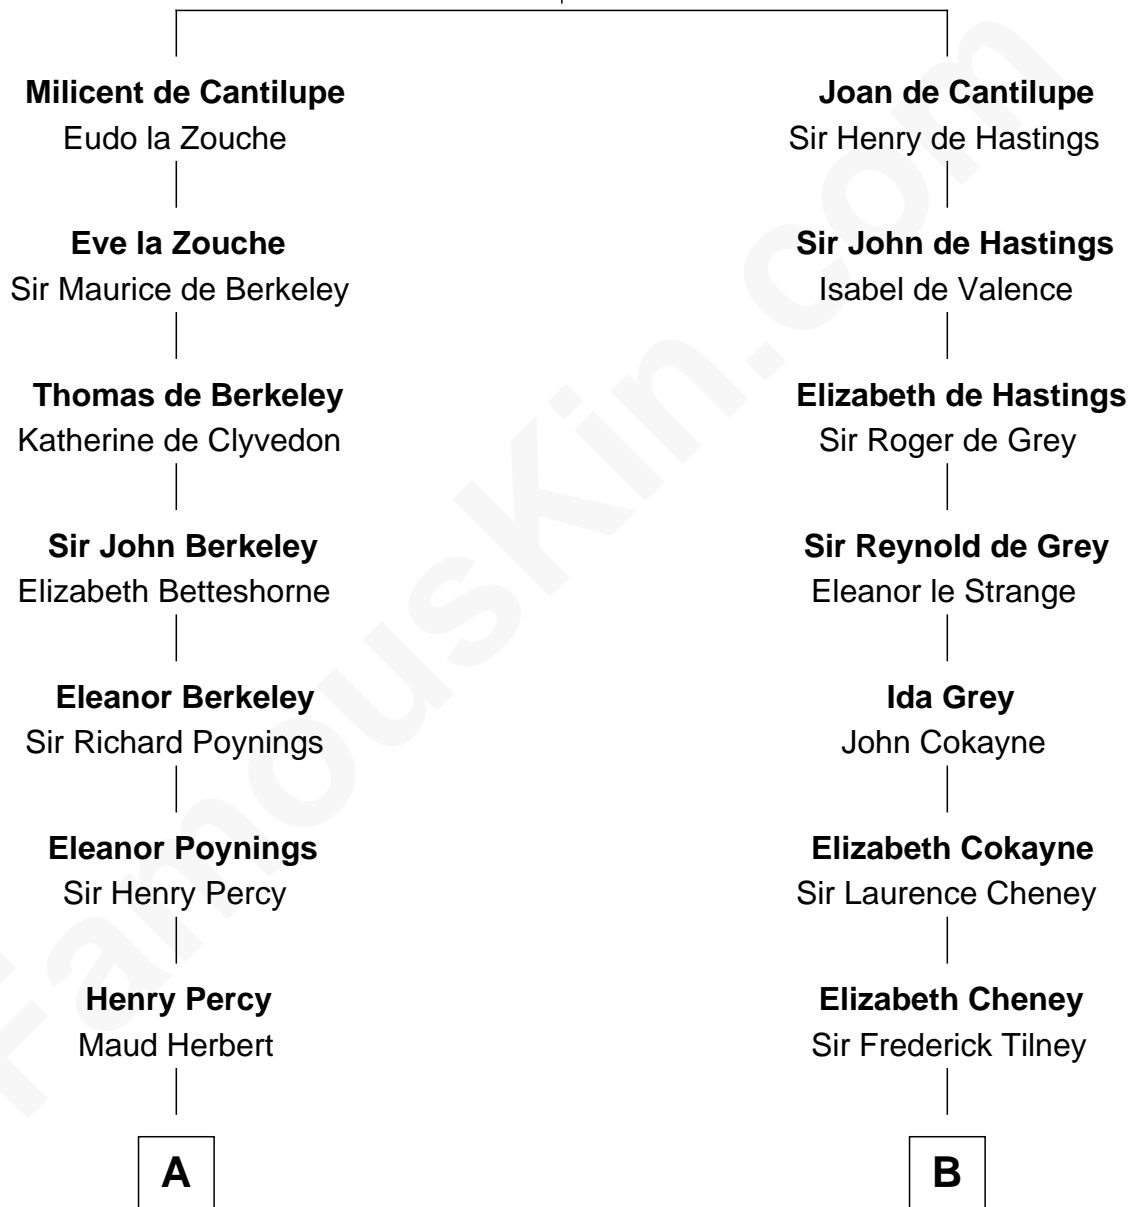 Milicent de Cantilupe
Eudo la Zouche
Eve la Zouche
Sir Maurice de Berkeley
Thomas de Berkeley
Katherine de Clyvedon
Sir John Berkeley
Elizabeth Betteshorne
Eleanor Berkeley
Sir Richard Poynings
Eleanor Poynings
Sir Henry Percy
Henry Percy
Maud Herbert
A
Joan de Cantilupe
Sir Henry de Hastings
Sir John de Hastings
Isabel de Valence
Elizabeth de Hastings
Sir Roger de Grey
Sir Reynold de Grey
Eleanor le Strange
Ida Grey
John Cokayne
Elizabeth Cokayne
Sir Laurence Cheney
Elizabeth Cheney
Sir Frederick Tilney
B
FamousKin.com